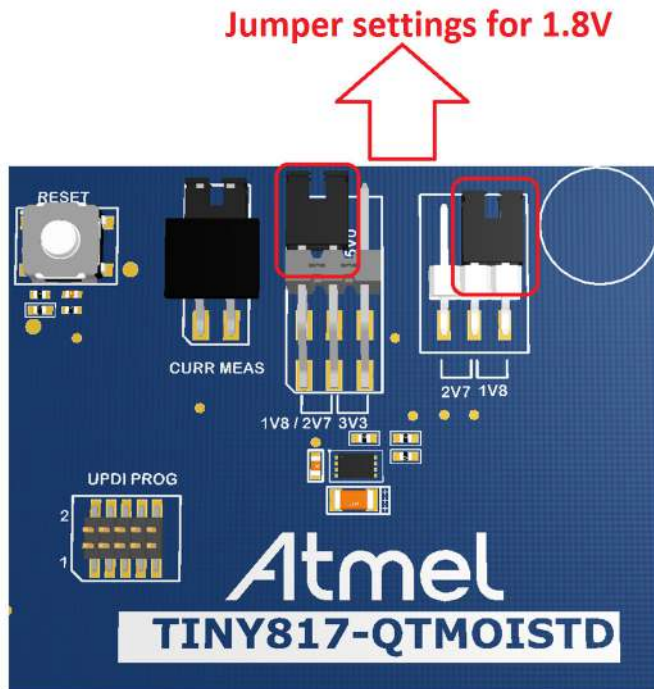 Jumper settings for 1.8V
RESET
5V0
CURR MEAS
2V7 1V8
1V8 / 2V7 3V3
UPDI PROG
2
1
Atmel
TINY817-QTMOISTD